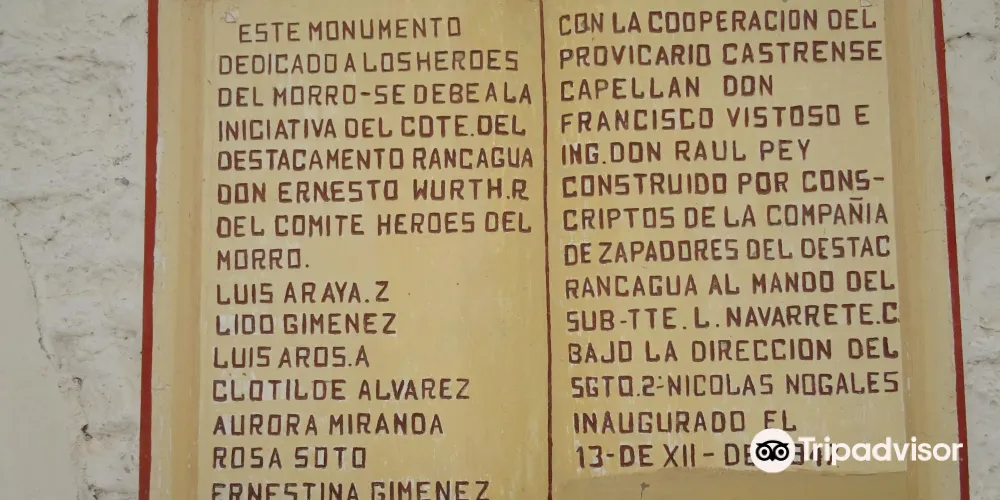 ESTE MONUMENTO
DEDICADO A LOS HEROES
DEL MORRO-SE DEBE A LA
INICIATIVA DEL CDTE. DEL
DESTACAMENTO RANCAGUA
DON ERNESTO WURTH.R
DEL COMITE HEROES DEL
MORRO.
LUIS ARAYA.Z
LIDO GIMENEZ
LUIS AROS.A
CLOTILDE ALVAREZ
AURORA MIRANDA
ROSA SOTO
ERNESTINA GIMENEZ
CON LA COOPERACION DEL
PROVICARIO CASTRENSE
CAPELLAN DON
FRANCISCO VISTOSO E
ING. DON RAUL PEY
CONSTRUIDO POR CONS-
CRIPTOS DE LA COMPAÑIA
DE ZAPADORES DEL DESTAC
RANCAGUA AL MANDO DEL
SUB-TTE. L. NAVARRETE.C
BAJO LA DIRECCION DEL
SGTO.2º-NICOLAS NOGALES
INAUGURADO EL
13-DE XII-DE
Tripadvisor